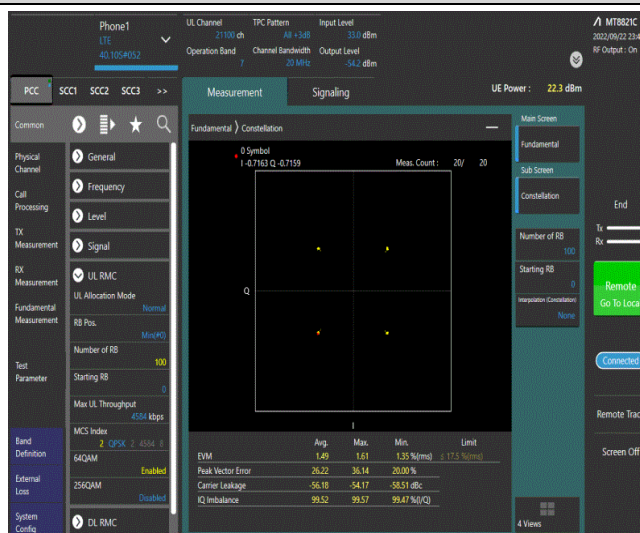 Phone1
LTE
40.10S#052
UL Channel
21100 ch
TPC Pattern
All +3dB
Input Level
33.0 dBm
Operation Band
7
Channel Bandwidth
20 MHz
Output Level
-54.2 dBm
MT8821C
2022/09/22 23:4
RF Output : On
PCC SCC1 SCC2 SCC3 >>
Measurement
Signaling
UE Power : 22.3 dBm
Common
Physical
Channel
Call
Processing
TX
Measurement
RX
Measurement
Fundamental
Measurement
Test
Parameter
Band
Definition
External
Loss
System
Config
General
Frequency
Level
Signal
UL RMC
UL Allocation Mode
Normal
RB Pos.
Min(#0)
Number of RB
100
Starting RB
0
Max UL Throughput
4584 kbps
MCS Index
2 QPSK 2 4584 8
64QAM
Enabled
256QAM
Disabled
DL RMC
Fundamental 〉 Constellation
0 Symbol
I -0.7163 Q -0.7159
Meas. Count : 20/ 20
Q
I
Avg. Max. Min. Limit
EVM 1.49 1.61 1.35 %(rms) ≤ 17.5 %(rms)
Peak Vector Error 26.22 36.14 20.00 %
Carrier Leakage -56.18 -54.17 -58.51 dBc
IQ Imbalance 99.52 99.57 99.47 %(I/Q)
Main Screen
Fundamental
Sub Screen
Constellation
Number of RB
100
Starting RB
0
Interpolation (Constellation)
None
4 Views
End
Tx
Rx
Remote
Go To Loca
Connected
Remote Trac
Screen Off